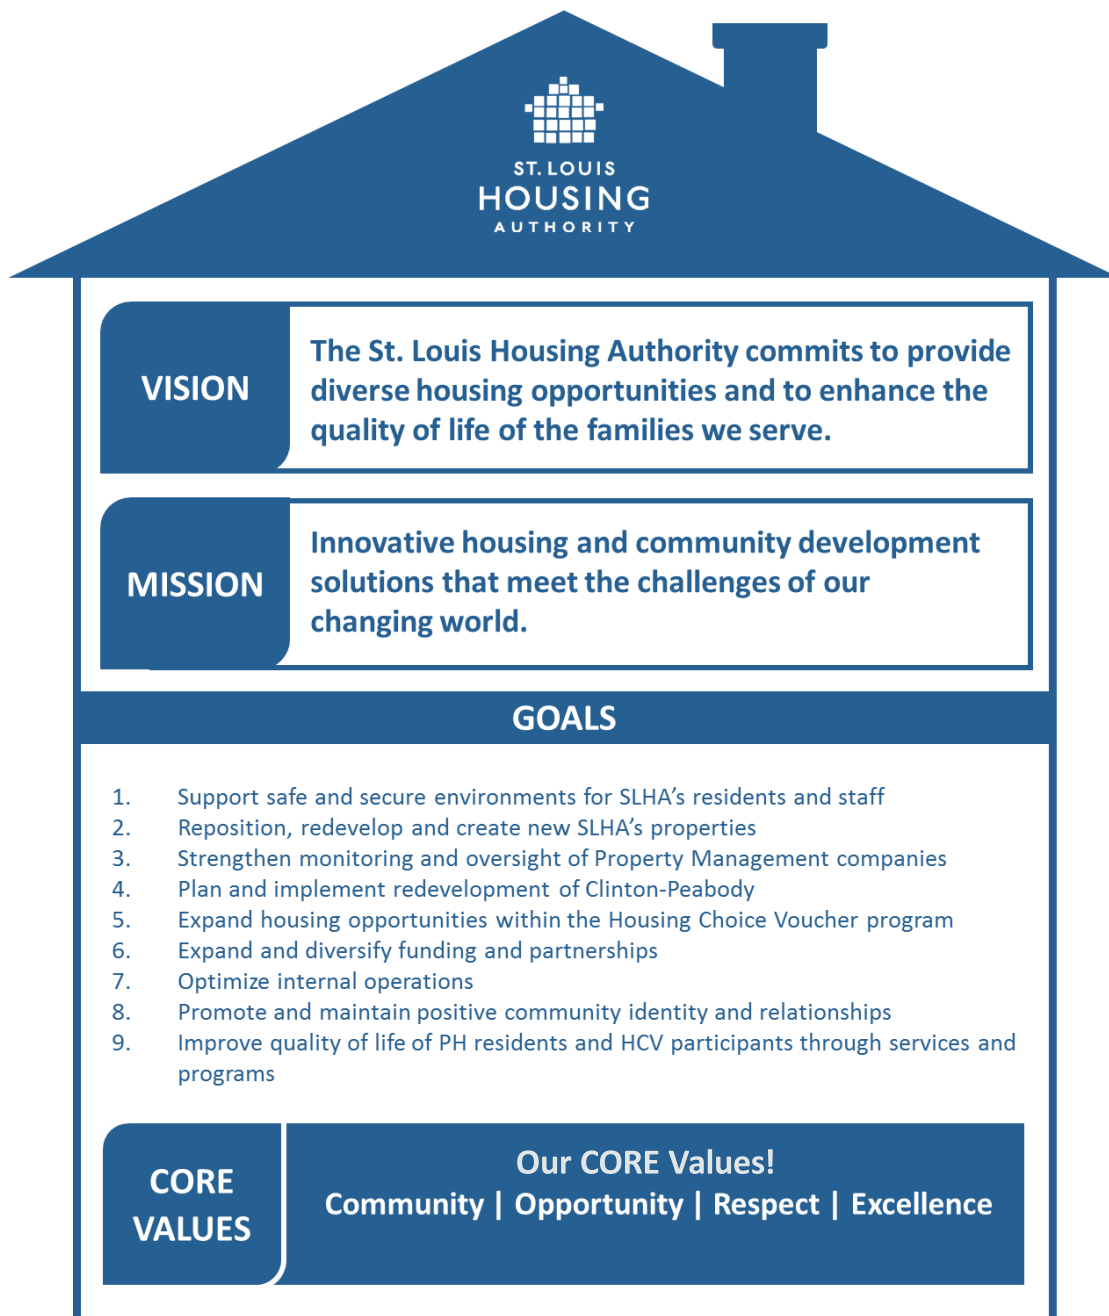 ST. LOUIS
HOUSING
AUTHORITY
VISION
The St. Louis Housing Authority commits to provide
diverse housing opportunities and to enhance the
quality of life of the families we serve.
MISSION
Innovative housing and community development
solutions that meet the challenges of our
changing world.
GOALS
1. Support safe and secure environments for SLHA’s residents and staff
2. Reposition, redevelop and create new SLHA’s properties
3. Strengthen monitoring and oversight of Property Management companies
4. Plan and implement redevelopment of Clinton-Peabody
5. Expand housing opportunities within the Housing Choice Voucher program
6. Expand and diversify funding and partnerships
7. Optimize internal operations
8. Promote and maintain positive community identity and relationships
9. Improve quality of life of PH residents and HCV participants through services and
programs
CORE
VALUES
Our CORE Values!
Community | Opportunity | Respect | Excellence